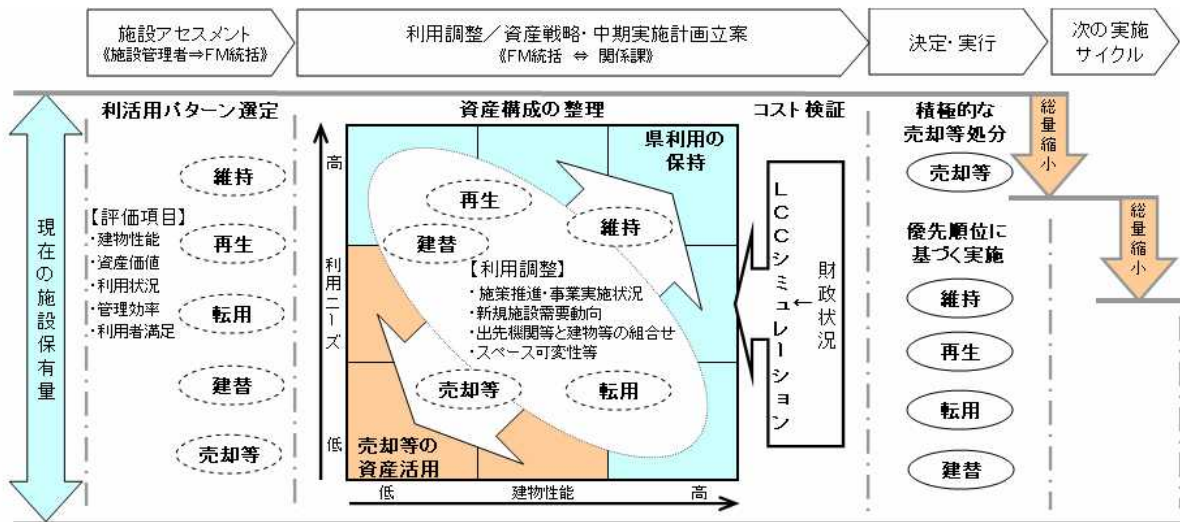 施設アセスメント
《施設管理者⇒FM統括》
利用調整／資産戦略・中期実施計画立案
《FM統括 ⇔ 関係課》
決定・実行
次の実施
サイクル
現在の施設保有量
利活用パターン選定
維持
【評価項目】
・建物性能
・資産価値
・利用状況
・管理効率
・利用者満足
再生
転用
建替
売却等
資産構成の整理
高
利用ニーズ
低
県利用の
保持
再生
建替
維持
【利用調整】
・施策推進・事業実施状況
・新規施設需要動向
・出先機関等と建物等の組合せ
・スペース可変性等
売却等
転用
売却等の
資産活用
低
建物性能
高
コスト検証
LCCシミュレーション
←
財政状況
積極的な
売却等処分
売却等
優先順位に
基づく実施
維持
再生
転用
建替
総量縮小
総量縮小